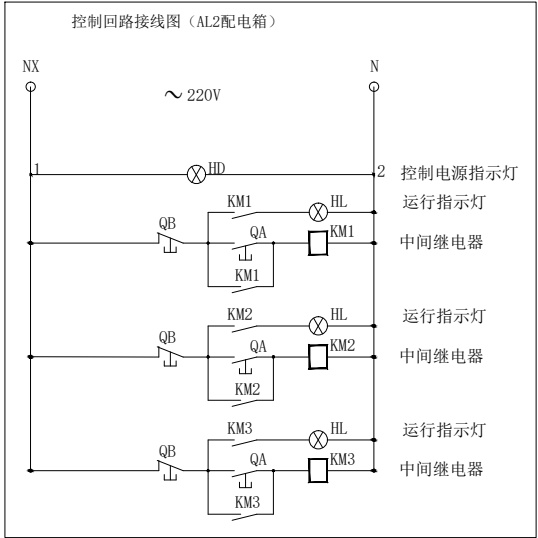 控制回路接线图（AL2配电箱）
NX
N
～220V
1
HD
2
控制电源指示灯
KM1
HL
运行指示灯
QB
QA
KM1
中间继电器
KM1
KM2
HL
运行指示灯
QB
QA
KM2
中间继电器
KM2
KM3
HL
运行指示灯
QB
QA
KM3
中间继电器
KM3